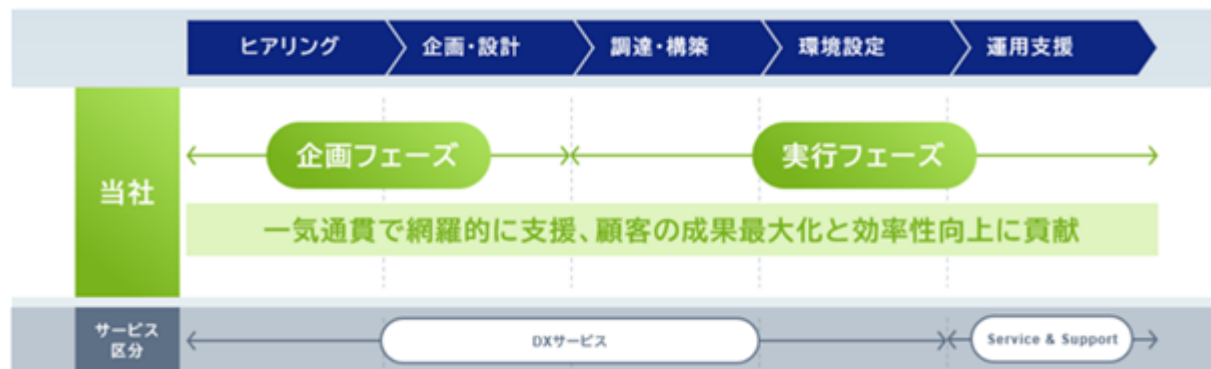 ヒアリング
企画・設計
調達・構築
環境設定
運用支援
当社
企画フェーズ
実行フェーズ
一気通貫で網羅的に支援、顧客の成果最大化と効率性向上に貢献
サービス
区分
DXサービス
Service & Support